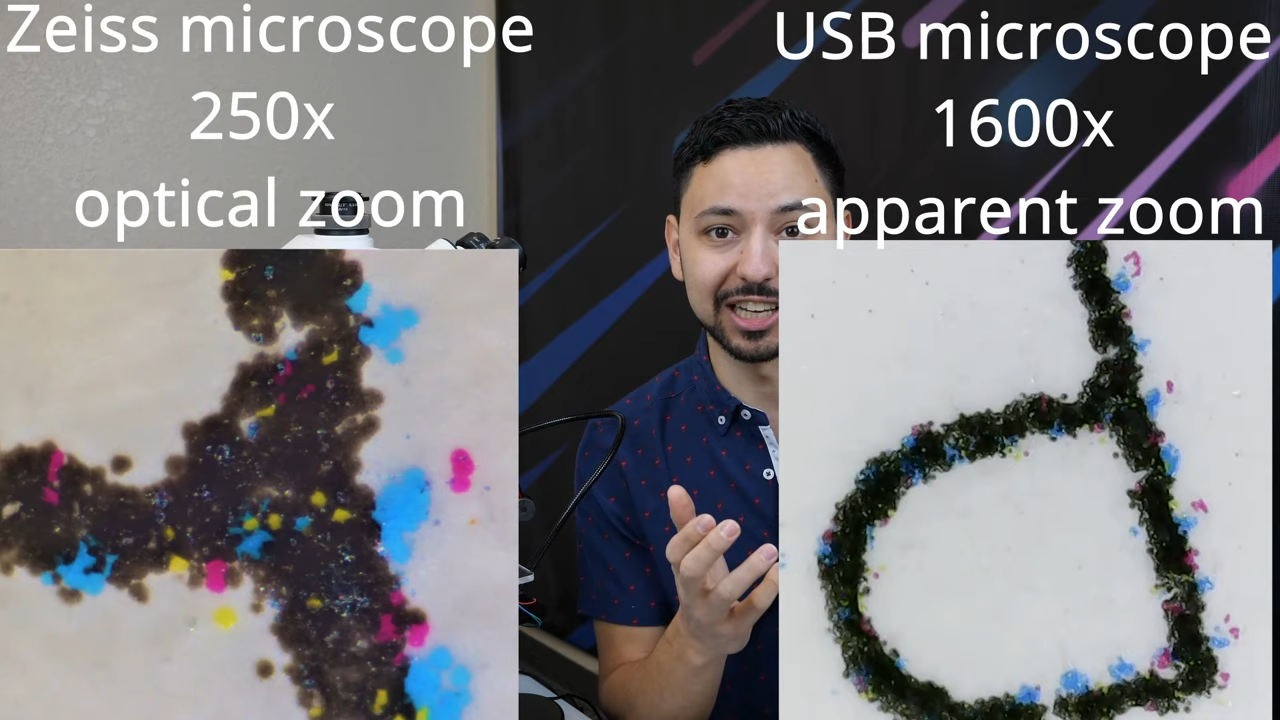 Zeiss microscope
250x
optical zoom
USB microscope
1600x
apparent zoom